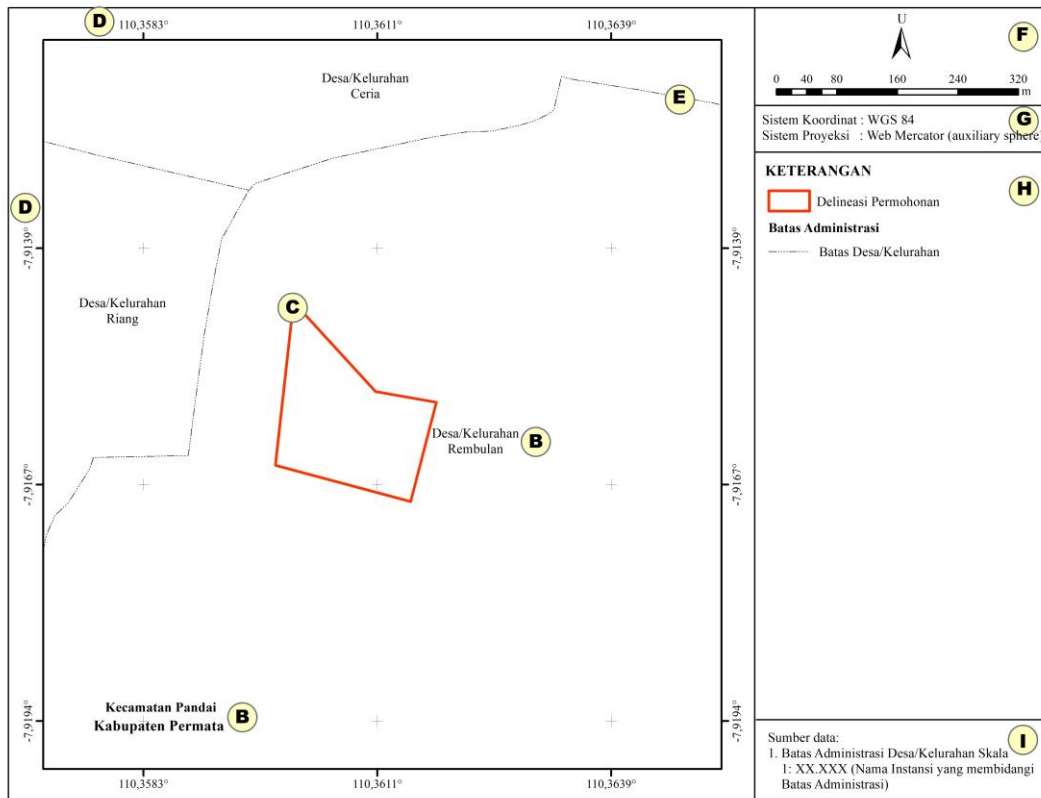 D
110,3583°
110,3611°
110,3639°
Desa/Kelurahan
Ceria
E
D
-7,9139°
-7,9139°
Desa/Kelurahan
Riang
C
Desa/Kelurahan
Rembulan
B
-7,9167°
-7,9167°
Kecamatan Pandai
Kabupaten Permata
B
-7,9194°
-7,9194°
110,3583°
110,3611°
110,3639°
U
F
0 40 80 160 240 320
m
Sistem Koordinat : WGS 84
G
Sistem Proyeksi : Web Mercator (auxiliary sphere)
KETERANGAN
H
Delineasi Permohonan
Batas Administrasi
Batas Desa/Kelurahan
Sumber data:
I
1. Batas Administrasi Desa/Kelurahan Skala
1: XX.XXX (Nama Instansi yang membidangi
Batas Administrasi)